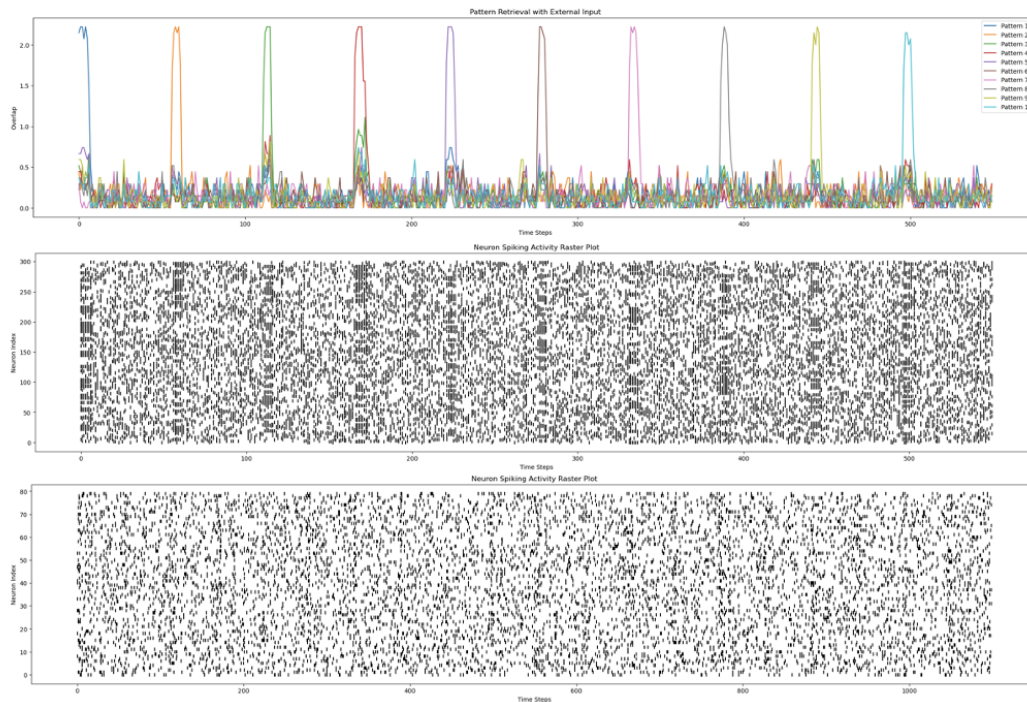 Pattern Retrieval with External Input
2.0
1.5
1.0
0.5
0.0
Overlap
0 100 200 300 400 500
Time Steps
Pattern 1
Pattern 2
Pattern 3
Pattern 4
Pattern 5
Pattern 6
Pattern 7
Pattern 8
Pattern 9
Pattern 1
Neuron Spiking Activity Raster Plot
300
250
200
150
100
50
0
Neuron Index
0 100 200 300 400 500
Time Steps
Neuron Spiking Activity Raster Plot
80
70
60
50
40
30
20
10
0
Neuron Index
0 200 400 600 800 1000
Time Steps